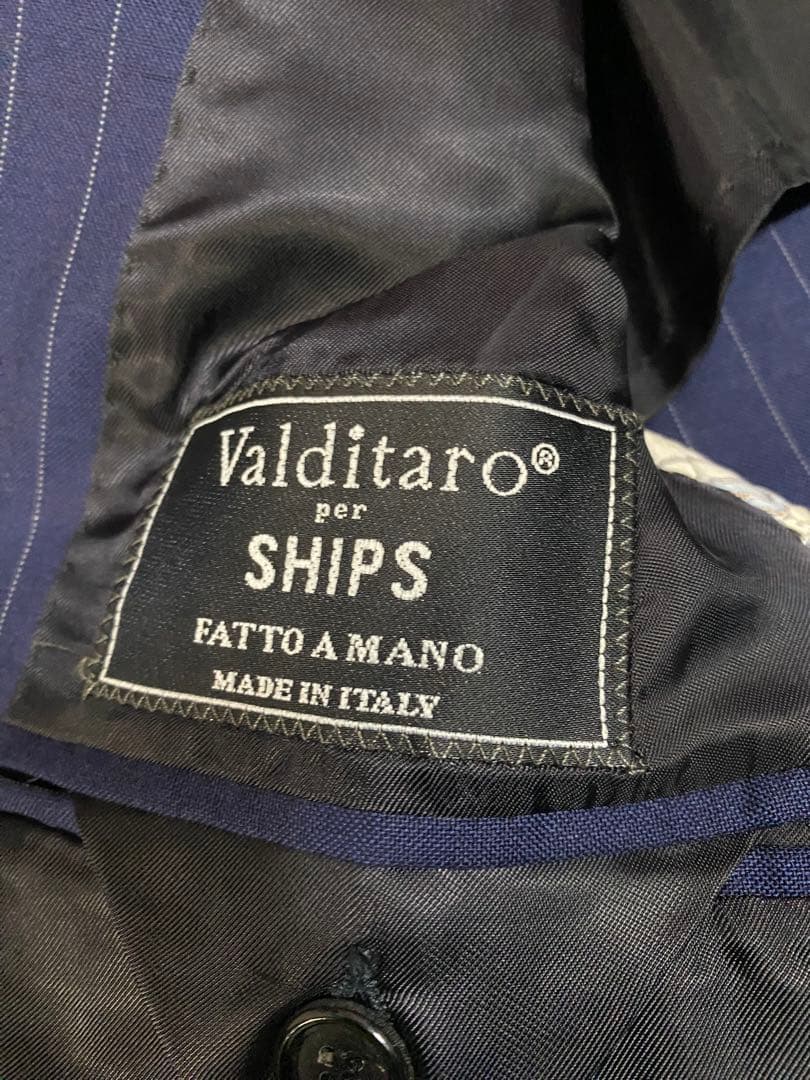 Valditaro®
per
SHIPS
FATTO A MANO
MADE IN ITALY